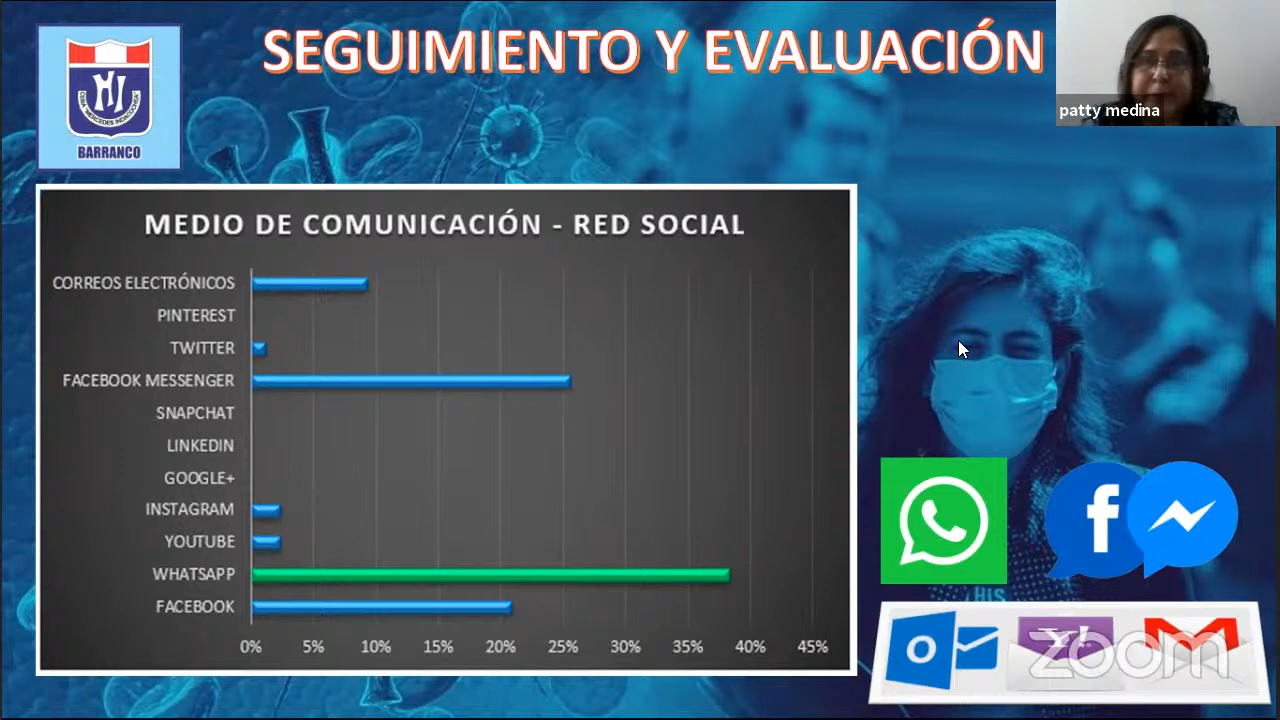 SEGUIMIENTO Y EVALUACIÓN
patty medina
BARRANCO
MEDIO DE COMUNICACIÓN - RED SOCIAL
CORREOS ELECTRÓNICOS
PINTEREST
TWITTER
FACEBOOK MESSENGER
SNAPCHAT
LINKEDIN
GOOGLE+
INSTAGRAM
YOUTUBE
WHATSAPP
FACEBOOK
0% 5% 10% 15% 20% 25% 30% 35% 40% 45%
HIS
zoom